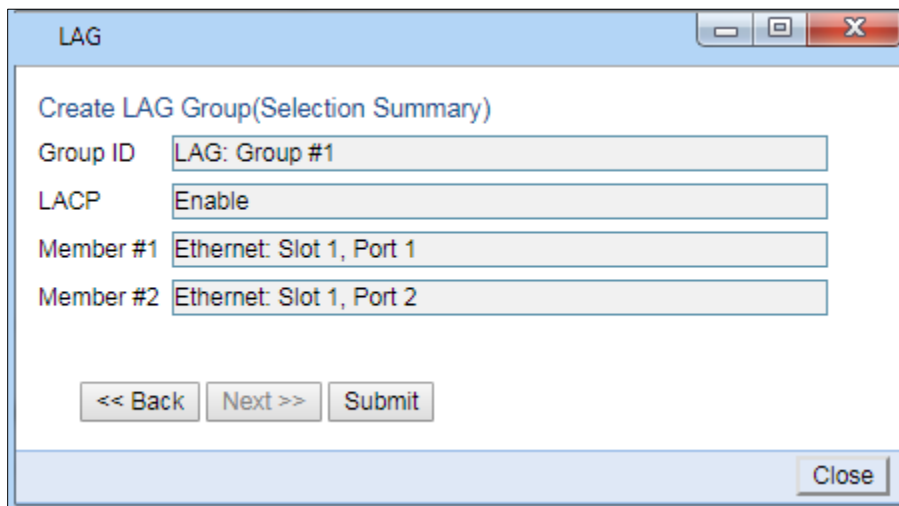 LAG
Create LAG Group(Selection Summary)
Group ID LAG: Group #1
LACP Enable
Member #1 Ethernet: Slot 1, Port 1
Member #2 Ethernet: Slot 1, Port 2
<< Back Next >> Submit
Close